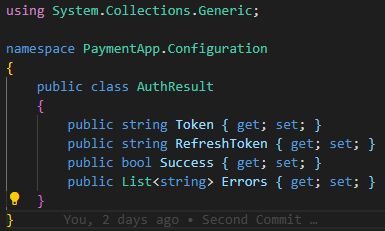 using System.Collections.Generic;
namespace PaymentApp.Configuration
{
    public class AuthResult
    {
        public string Token { get; set; }
        public string RefreshToken { get; set; }
        public bool Success { get; set; }
        public List<string> Errors { get; set; }
    }
}    You, 2 days ago • Second Commit …